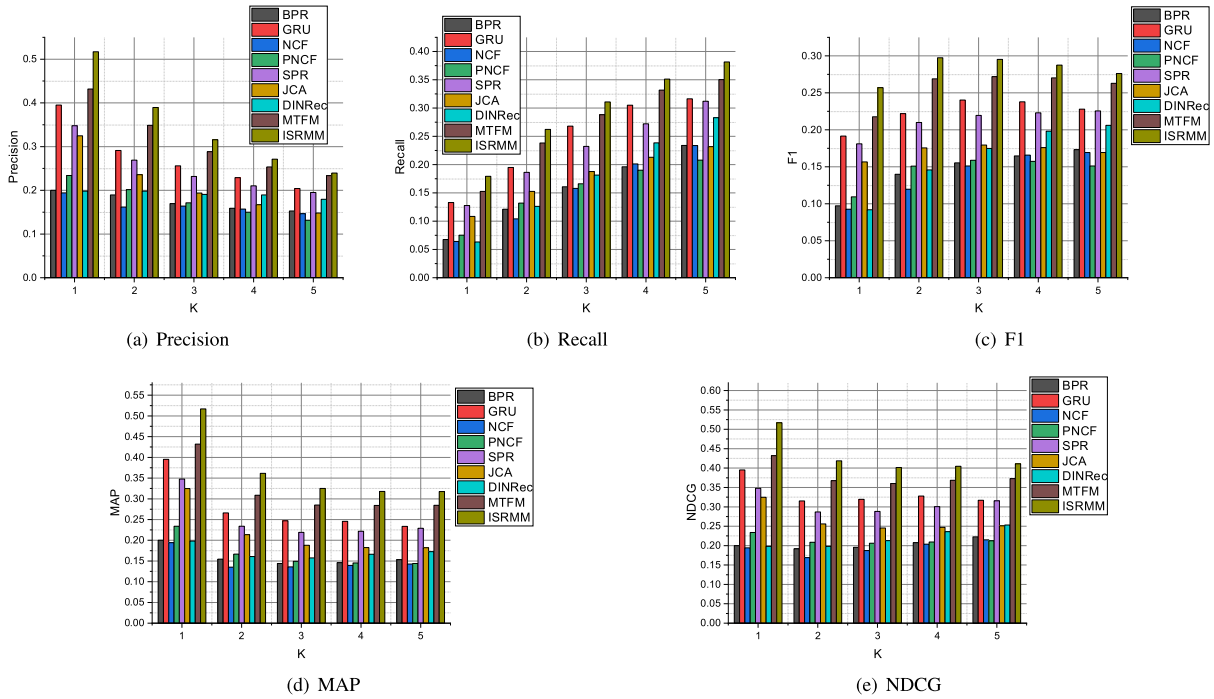 BPR
GRU
NCF
PNCF
SPR
JCA
DINRec
MTFM
ISRMM
0.5
0.4
0.3
0.2
0.1
0.0
Precision
1 2 3 4 5
K
(a) Precision
BPR
GRU
NCF
PNCF
SPR
JCA
DINRec
MTFM
ISRMM
0.40
0.35
0.30
0.25
0.20
0.15
0.10
0.05
0.00
Recall
1 2 3 4 5
K
(b) Recall
BPR
GRU
NCF
PNCF
SPR
JCA
DINRec
MTFM
ISRMM
0.30
0.25
0.20
0.15
0.10
0.05
0.00
F1
1 2 3 4 5
K
(c) F1
BPR
GRU
NCF
PNCF
SPR
JCA
DINRec
MTFM
ISRMM
0.55
0.50
0.45
0.40
0.35
0.30
0.25
0.20
0.15
0.10
0.05
0.00
MAP
1 2 3 4 5
K
(d) MAP
BPR
GRU
NCF
PNCF
SPR
JCA
DINRec
MTFM
ISRMM
0.60
0.55
0.50
0.45
0.40
0.35
0.30
0.25
0.20
0.15
0.10
0.05
0.00
NDCG
1 2 3 4 5
K
(e) NDCG